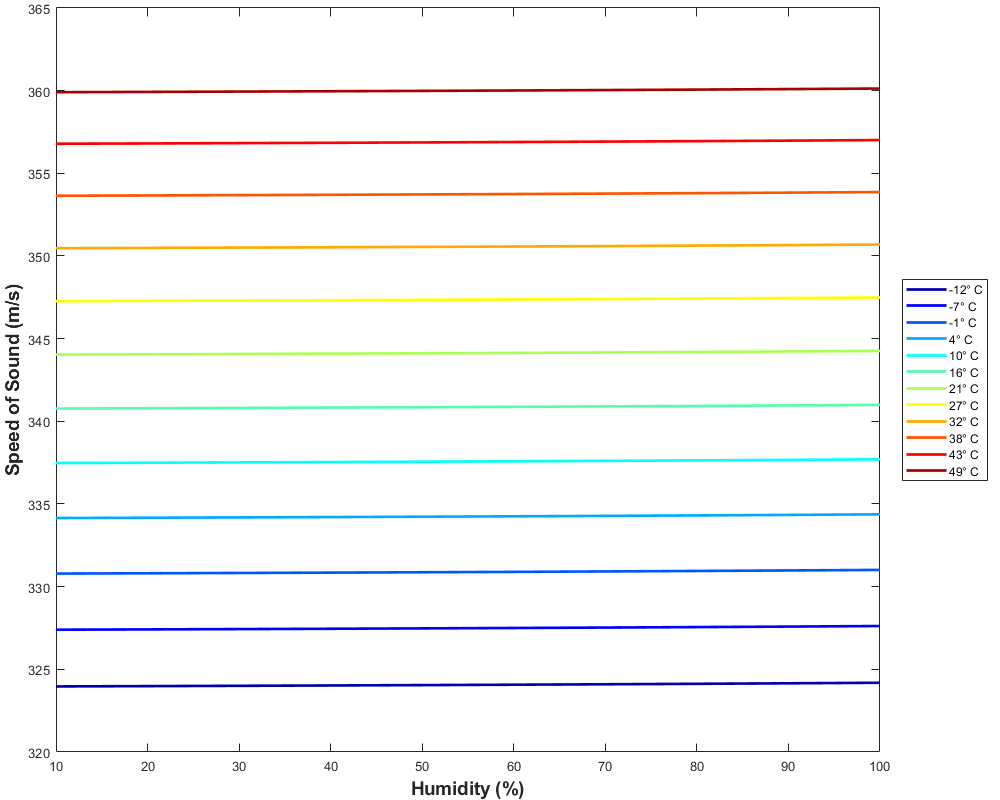 365
360
355
350
345
340
335
330
325
320
Speed of Sound (m/s)
10 20 30 40 50 60 70 80 90 100
Humidity (%)
-12° C
-7° C
-1° C
4° C
10° C
16° C
21° C
27° C
32° C
38° C
43° C
49° C